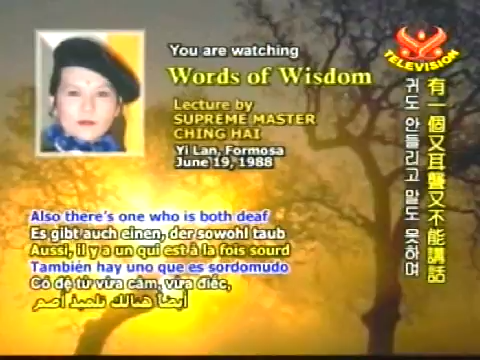 You are watching
Words of Wisdom
Lecture by
SUPREME MASTER
CHING HAI
Yi Lan, Formosa
June 19, 1988
TELEVISION
有一個又耳聾又不能講話
귀도 안들리고 말도 못하며
Also there's one who is both deaf
Es gibt auch einen, der sowohl taub
Aussi, il y a un qui est à la fois sourd
También hay uno que es sordomudo
Có đệ tử vừa câm, vừa điếc,
أيضاً هنالك تلميذ أصم